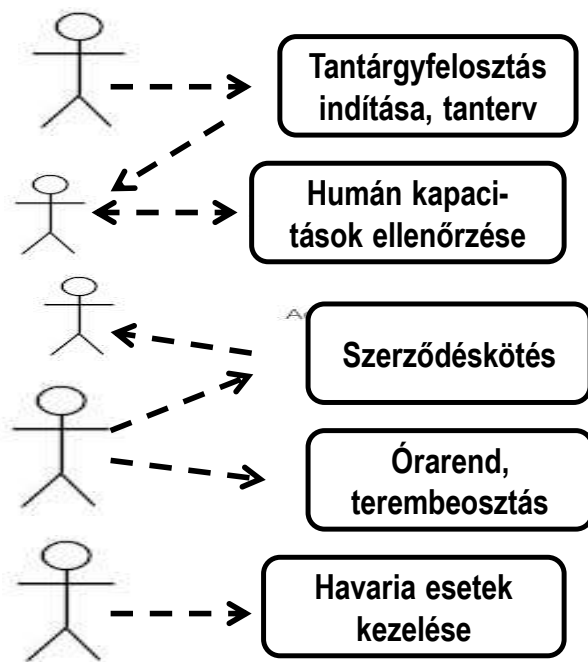 Tantárgyfelosztás
indítása, tanterv
Humán kapaci-
tások ellenőrzése
Szerződéskötés
Órarend,
terembeosztás
Havaria esetek
kezelése